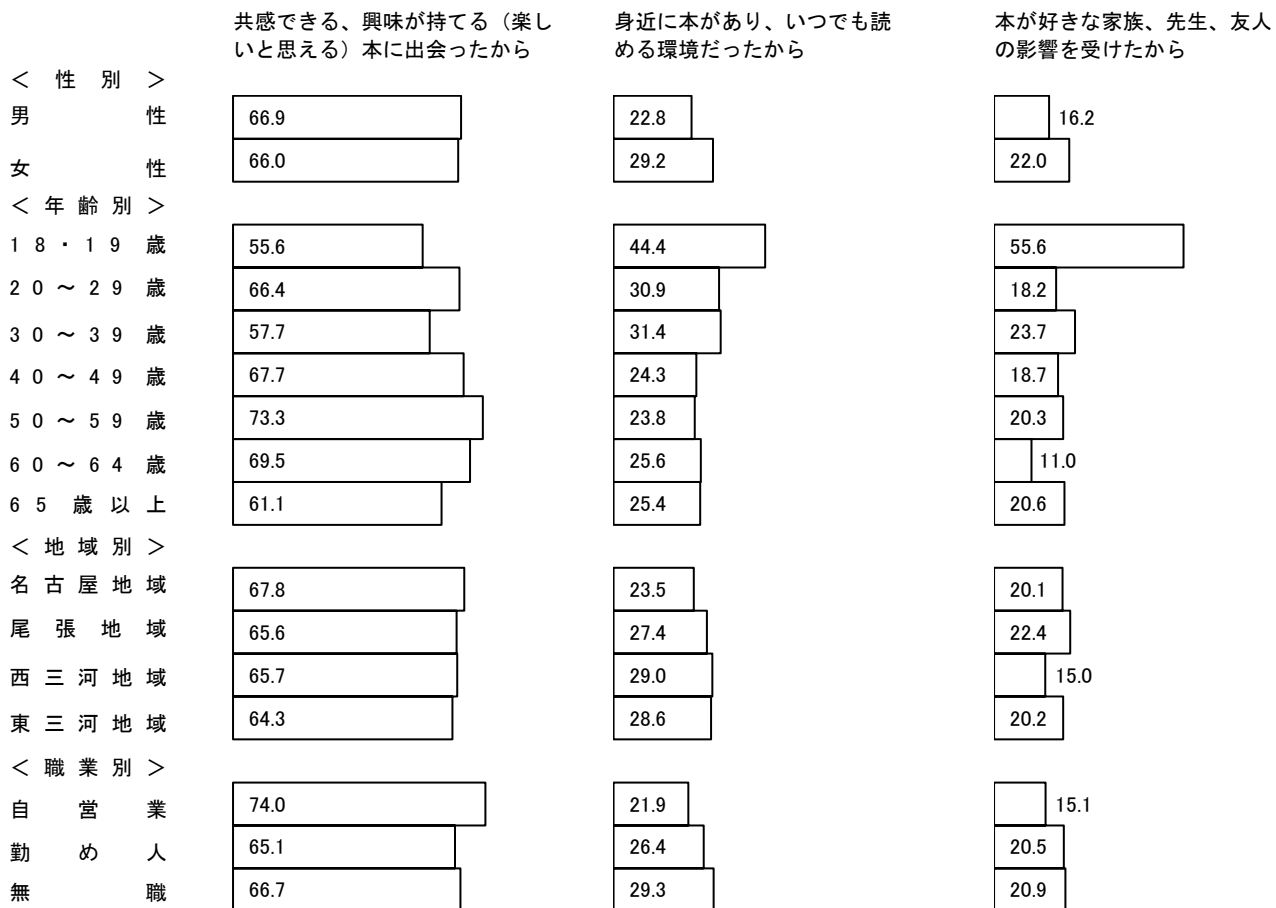 共感できる、興味が持てる（楽し
いと思える）本に出会ったから
身近に本があり、いつでも読
める環境だったから
本が好きな家族、先生、友人
の影響を受けたから
＜性別＞
男性 66.9 22.8 16.2
女性 66.0 29.2 22.0
＜年齢別＞
18・19歳 55.6 44.4 55.6
20～29歳 66.4 30.9 18.2
30～39歳 57.7 31.4 23.7
40～49歳 67.7 24.3 18.7
50～59歳 73.3 23.8 20.3
60～64歳 69.5 25.6 11.0
65歳以上 61.1 25.4 20.6
＜地域別＞
名古屋地域 67.8 23.5 20.1
尾張地域 65.6 27.4 22.4
西三河地域 65.7 29.0 15.0
東三河地域 64.3 28.6 20.2
＜職業別＞
自営業 74.0 21.9 15.1
勤め人 65.1 26.4 20.5
無職 66.7 29.3 20.9